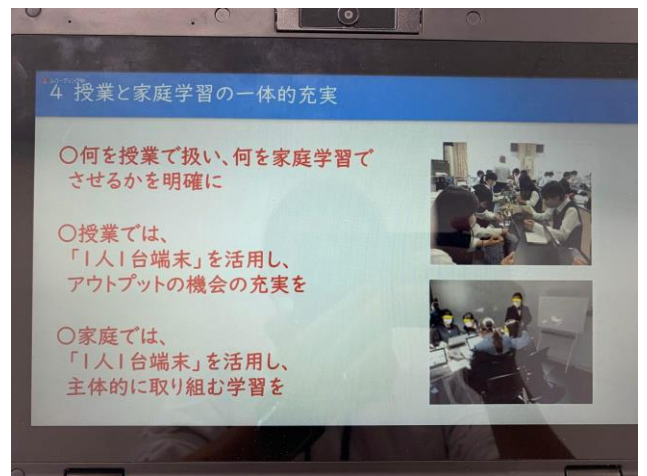 4 授業と家庭学習の一体的充実
〇何を授業で扱い、何を家庭学習で
させるかを明確に
〇授業では、
「1人1台端末」を活用し、
アウトプットの機会の充実を
〇家庭では、
「1人1台端末」を活用し、
主体的に取り組む学習を